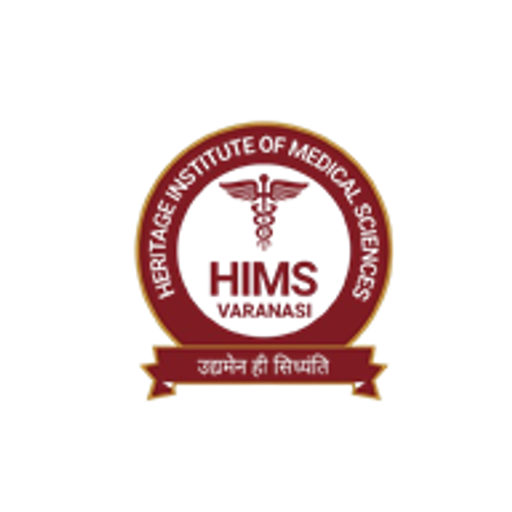 HERITAGE INSTITUTE OF MEDICAL SCIENCES
HIMS
VARANASI
उद्यमेन ही सिध्यंति